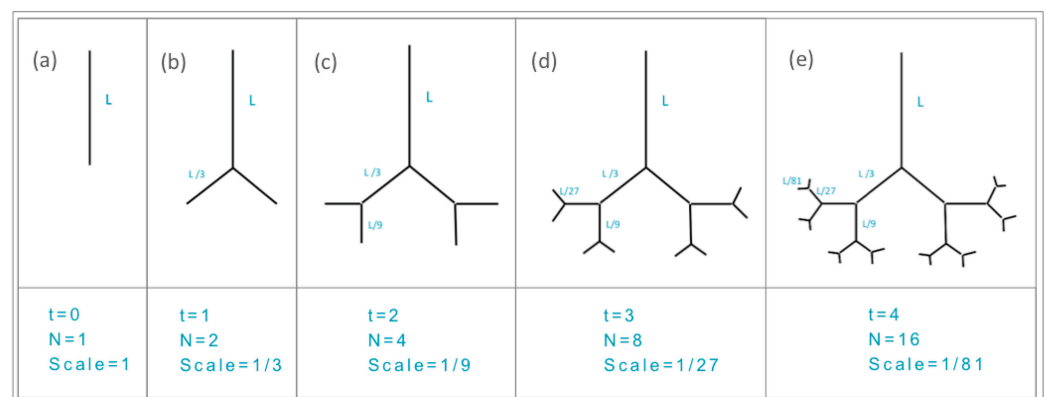 (a)
L
t=0
N=1
Scale=1
(b)
L
L/3
t=1
N=2
Scale=1/3
(c)
L
L/3
L/9
t=2
N=4
Scale=1/9
(d)
L
L/3
L/27
L/9
t=3
N=8
Scale=1/27
(e)
L
L/3
L/81
L/27
L/9
t=4
N=16
Scale=1/81